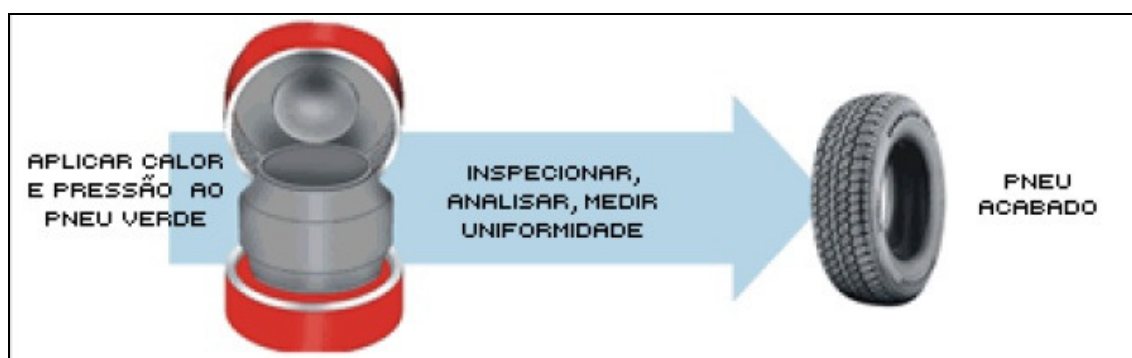 APLICAR CALOR
E PRESSÃO AO
PNEU VERDE
INSPECIONAR,
ANALISAR, MEDIR
UNIFORMIDADE
PNEU
ACABADO